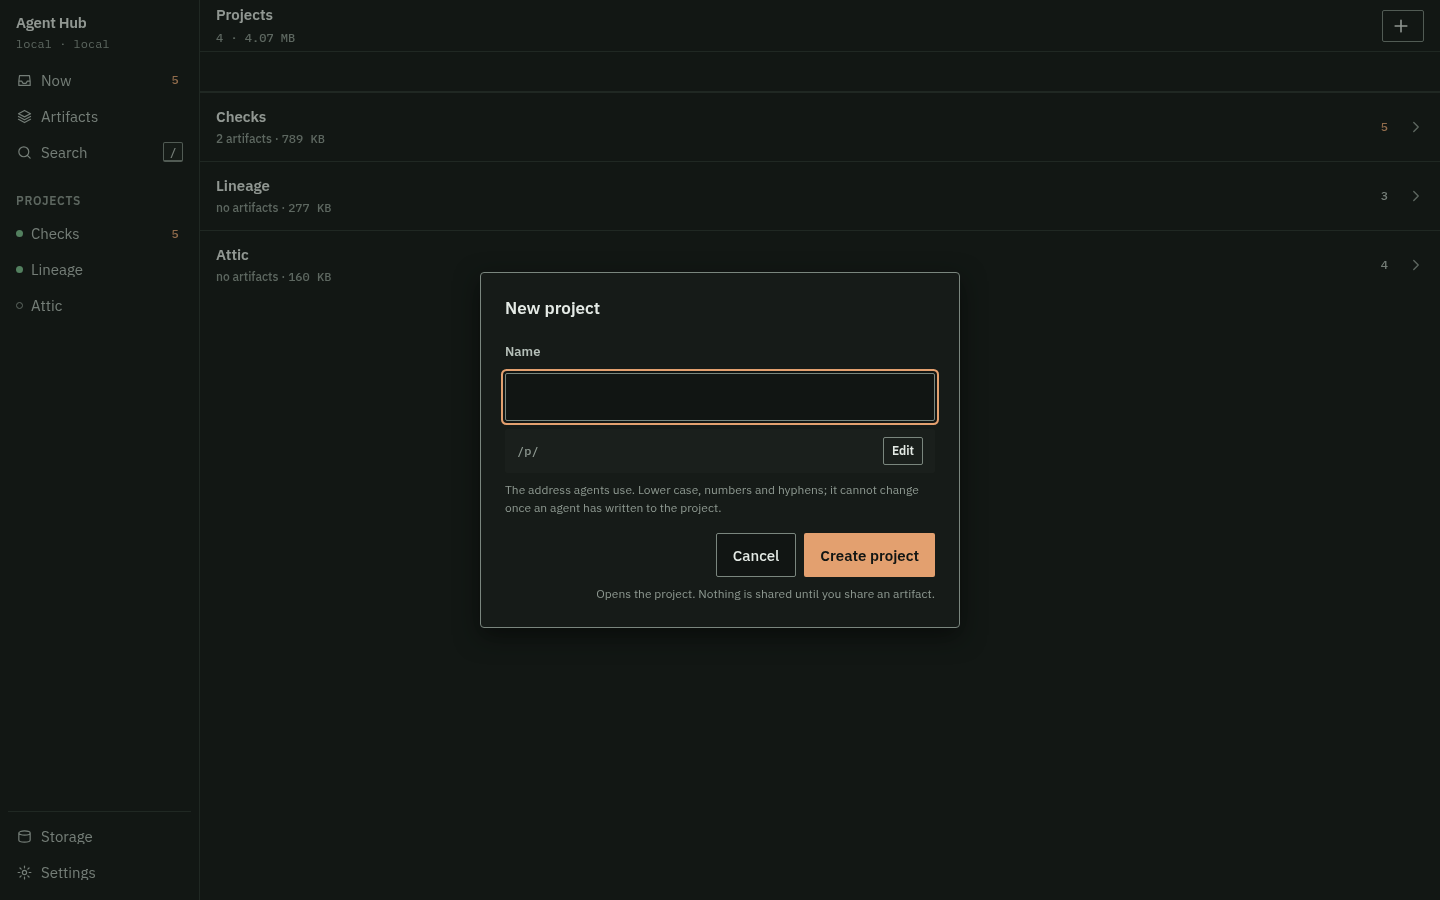 Agent Hub
local · local
Now 5
Artifacts
Search /
PROJECTS
Checks 5
Lineage
Attic
Storage
Settings
Projects
4 · 4.07 MB
Checks
2 artifacts · 789 KB
5
Lineage
no artifacts · 277 KB
3
Attic
no artifacts · 160 KB
4
New project
Name
/p/
Edit
The address agents use. Lower case, numbers and hyphens; it cannot change
once an agent has written to the project.
Cancel
Create project
Opens the project. Nothing is shared until you share an artifact.